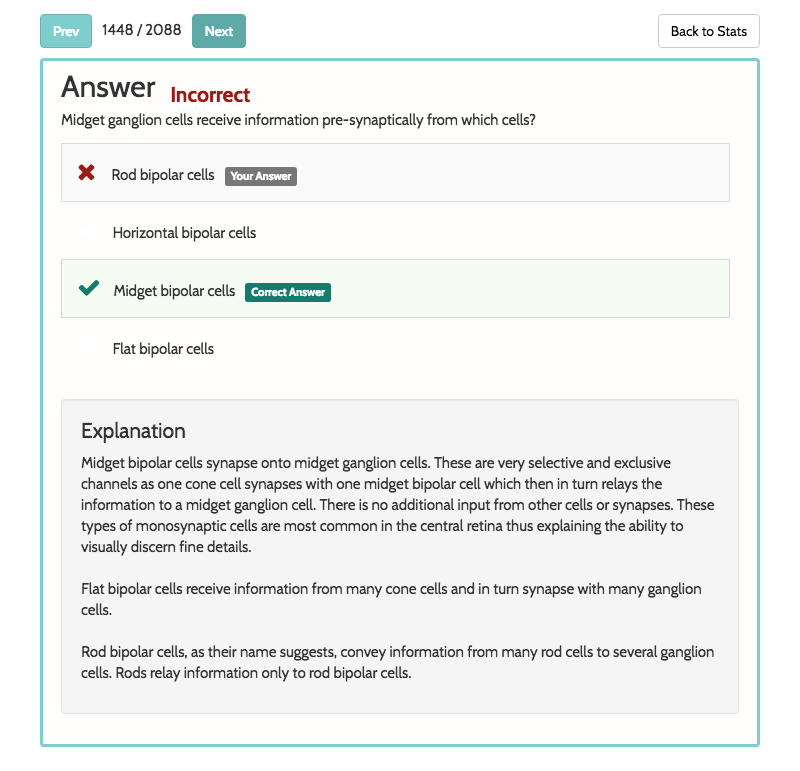 Prev 1448 / 2088 Next Back to Stats
Answer Incorrect
Midget ganglion cells receive information pre-synaptically from which cells?
Rod bipolar cells Your Answer
Horizontal bipolar cells
Midget bipolar cells Correct Answer
Flat bipolar cells
Explanation
Midget bipolar cells synapse onto midget ganglion cells. These are very selective and exclusive
channels as one cone cell synapses with one midget bipolar cell which then in turn relays the
information to a midget ganglion cell. There is no additional input from other cells or synapses. These
types of monosynaptic cells are most common in the central retina thus explaining the ability to
visually discern fine details.
Flat bipolar cells receive information from many cone cells and in turn synapse with many ganglion
cells.
Rod bipolar cells, as their name suggests, convey information from many rod cells to several ganglion
cells. Rods relay information only to rod bipolar cells.